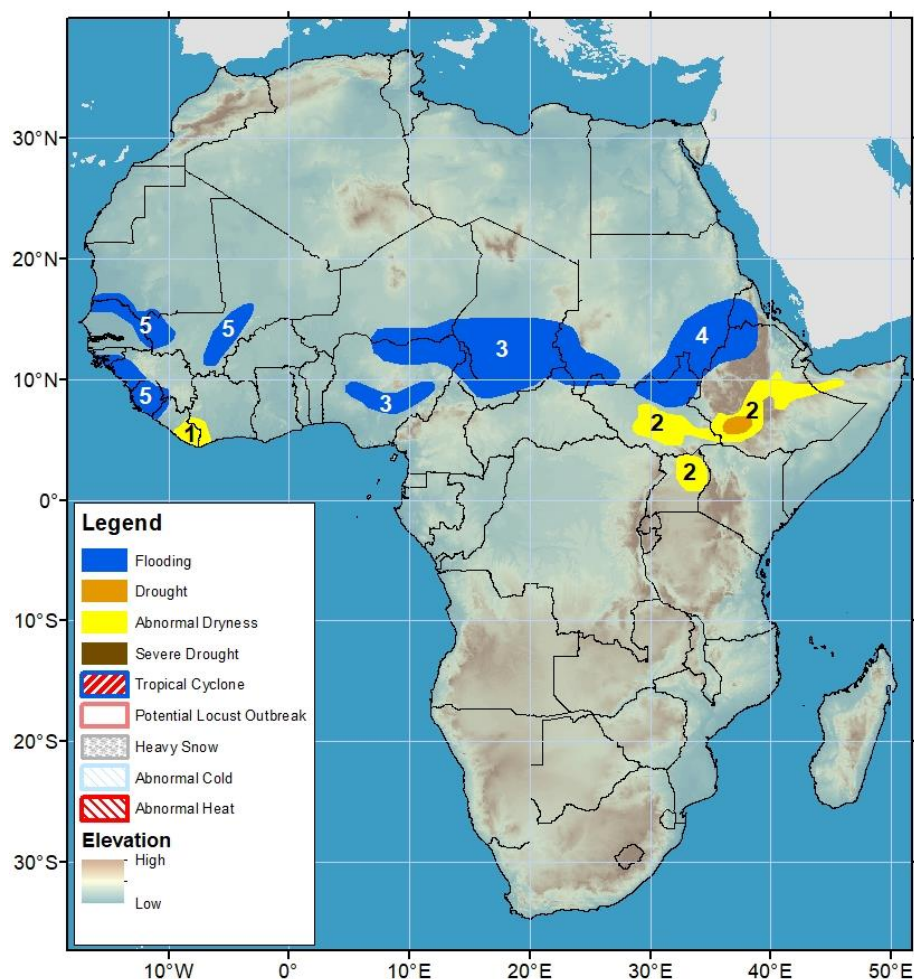 30°N
20°N
10°N
0°
10°S
20°S
30°S
5
5
4
3
5
3
1
2
2
2
Legend
Flooding
Drought
Abnormal Dryness
Severe Drought
Tropical Cyclone
Potential Locust Outbreak
Heavy Snow
Abnormal Cold
Abnormal Heat
Elevation
High
Low
10°W 0° 10°E 20°E 30°E 40°E 50°E